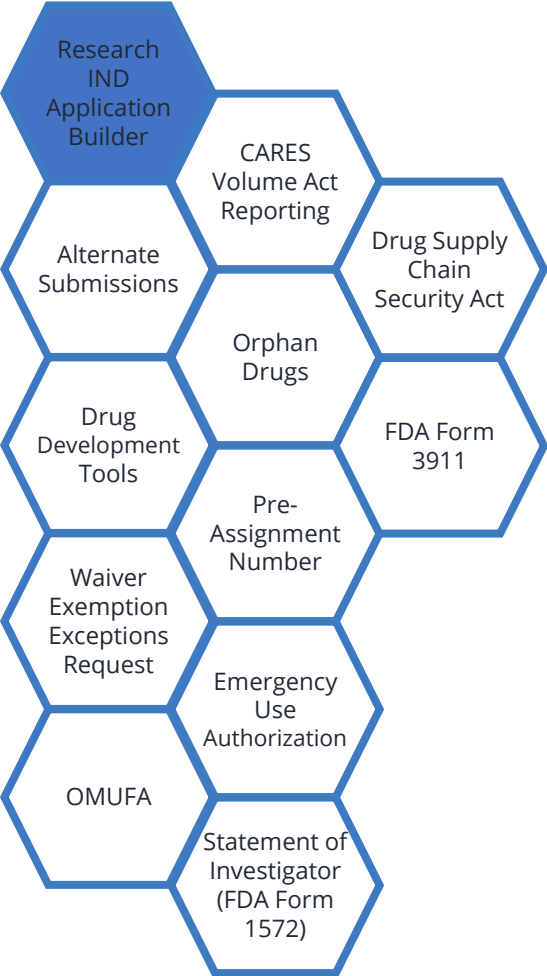 Research
IND
Application
Builder
CARES
Volume Act
Reporting
Drug Supply
Chain
Security Act
Alternate
Submissions
Orphan
Drugs
Drug
Development
Tools
FDA Form
3911
Pre-
Assignment
Number
Waiver
Exemption
Exceptions
Request
Emergency
Use
Authorization
OMUFA
Statement of
Investigator
(FDA Form
1572)